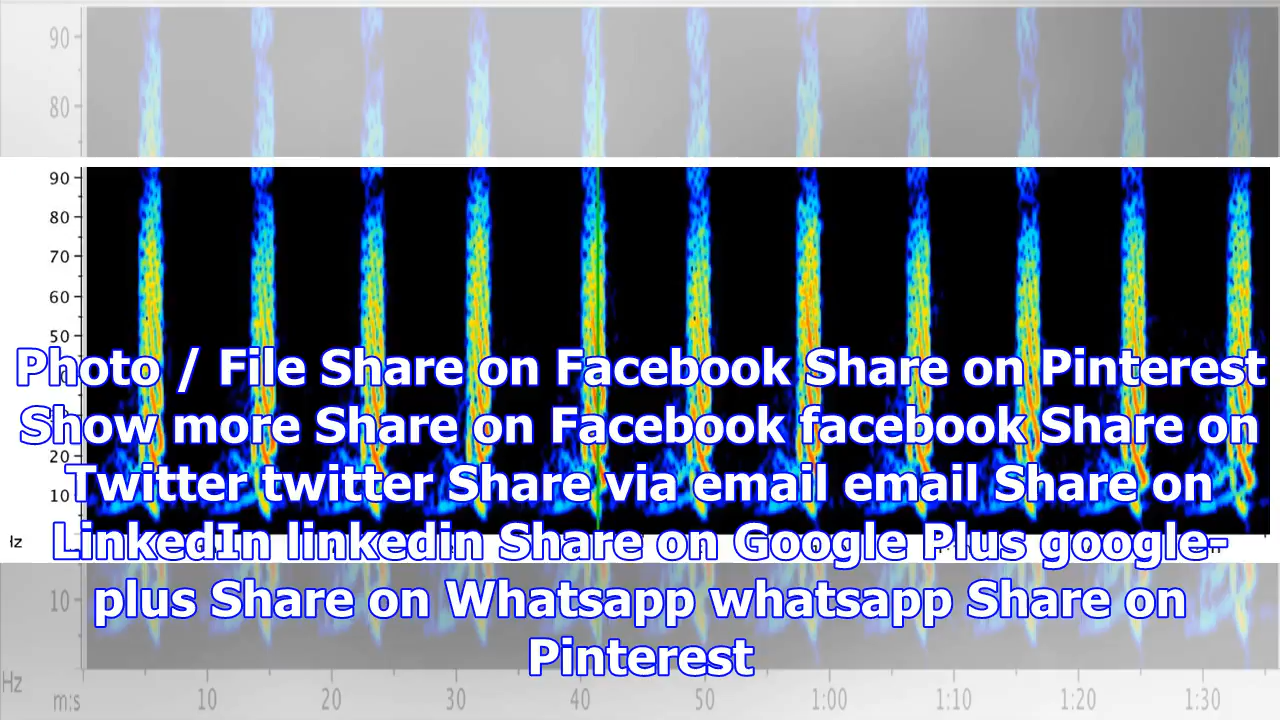 90
80
90
80
70
60
50
Photo / File Share on Facebook Share on Pinterest
Show more Share on Facebook facebook Share on
20
Twitter twitter Share via email email Share on
10
LinkedIn linkedin Share on Google Plus google-
Hz
plus Share on Whatsapp whatsapp Share on
10
Pinterest
Hz
m:s 10 20 30 40 50 1:00 1:10 1:20 1:30